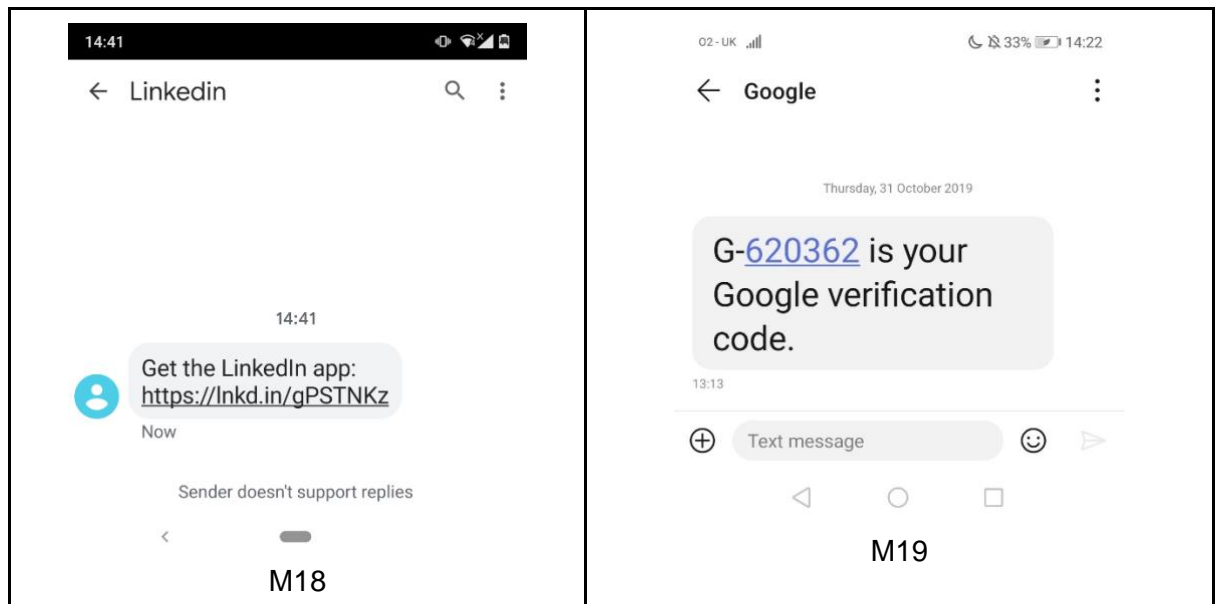 14:41
Linkedin
14:41
Get the LinkedIn app:
https://lnkd.in/gPSTNKz
Now
Sender doesn't support replies
M18
O2 - UK 33% 14:22
Google
Thursday, 31 October 2019
G-620362 is your
Google verification
code.
13:13
Text message
M19